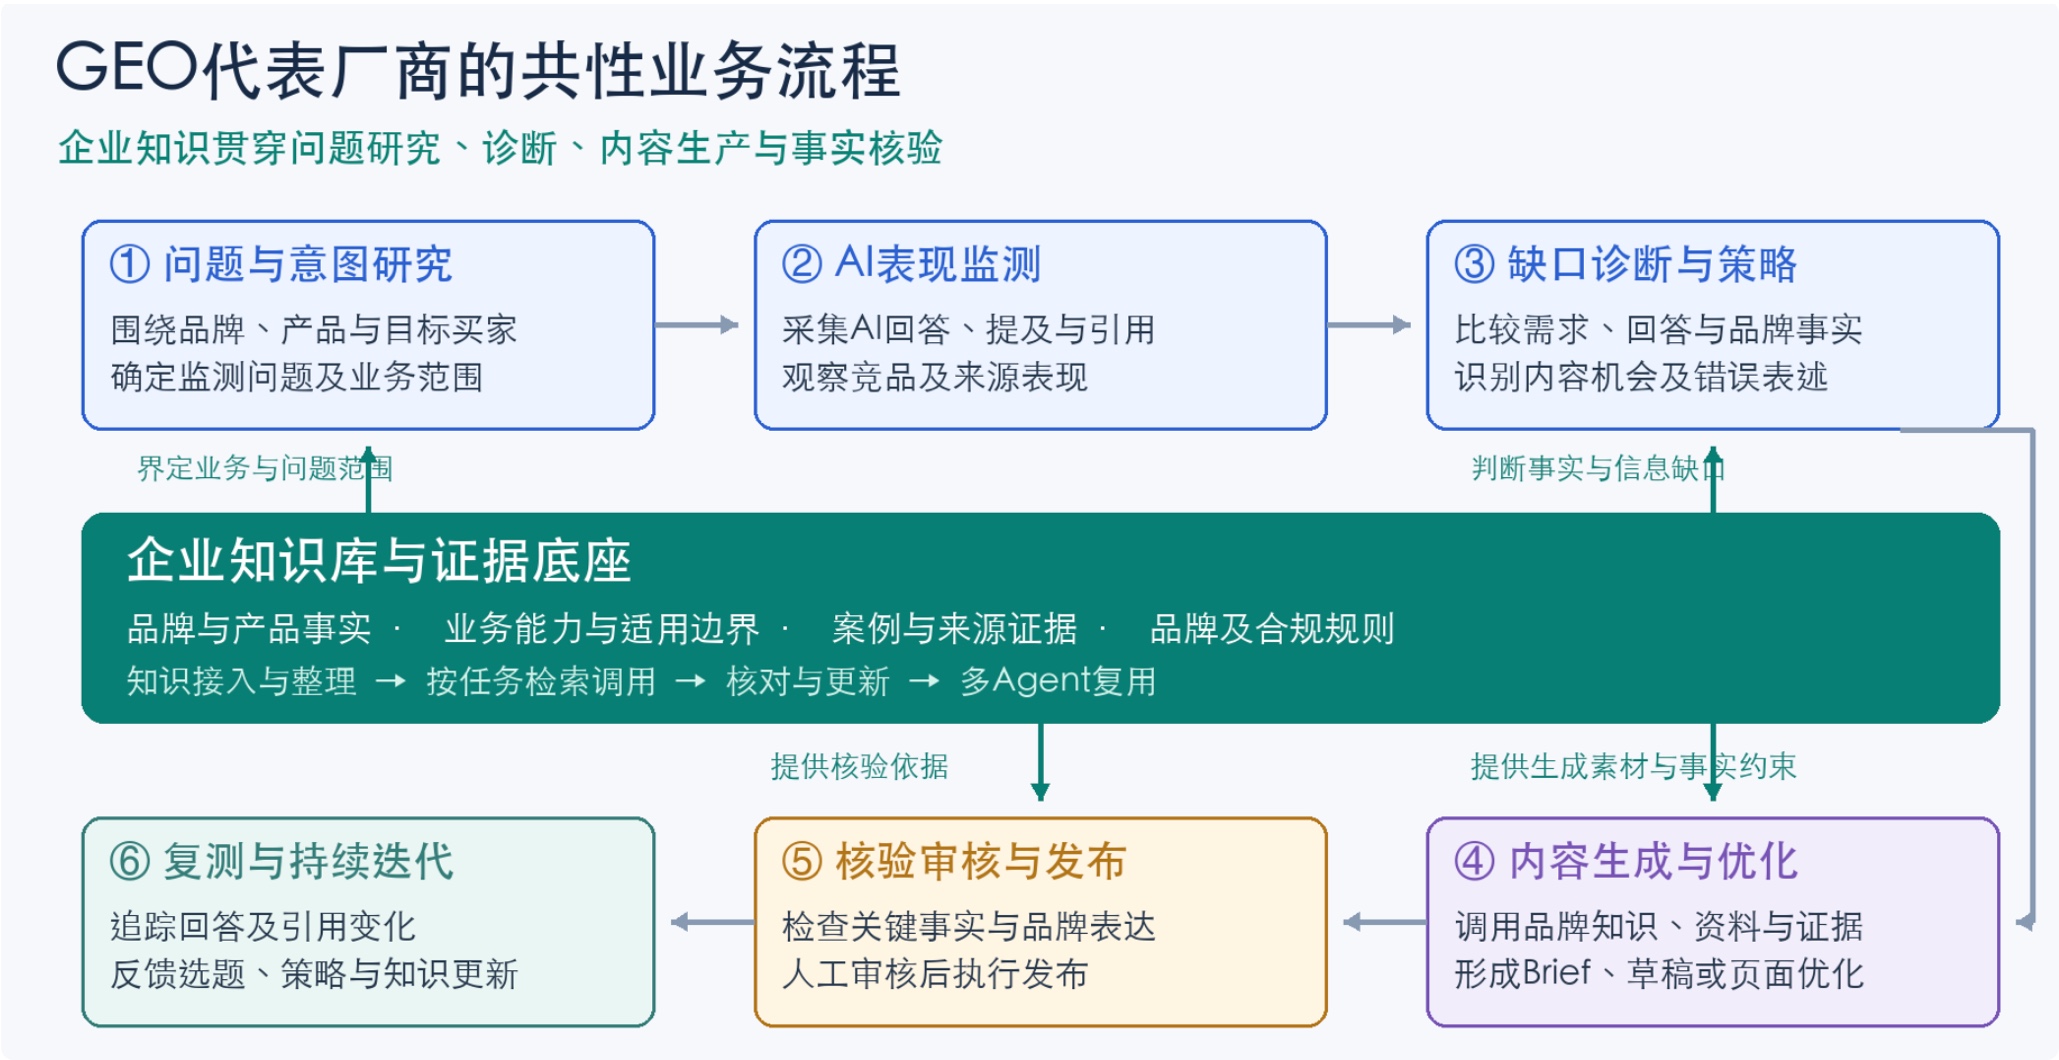 GEO代表厂商的共性业务流程
企业知识贯穿问题研究、诊断、内容生产与事实核验
① 问题与意图研究
围绕品牌、产品与目标买家
确定监测问题及业务范围
② AI表现监测
采集AI回答、提及与引用
观察竞品及来源表现
③ 缺口诊断与策略
比较需求、回答与品牌事实
识别内容机会及错误表述
界定业务与问题范围
判断事实与信息缺口
企业知识库与证据底座
品牌与产品事实 · 业务能力与适用边界 · 案例与来源证据 · 品牌及合规规则
知识接入与整理 → 按任务检索调用 → 核对与更新 → 多Agent复用
提供核验依据
提供生成素材与事实约束
⑥ 复测与持续迭代
追踪回答及引用变化
反馈选题、策略与知识更新
⑤ 核验审核与发布
检查关键事实与品牌表达
人工审核后执行发布
④ 内容生成与优化
调用品牌知识、资料与证据
形成Brief、草稿或页面优化